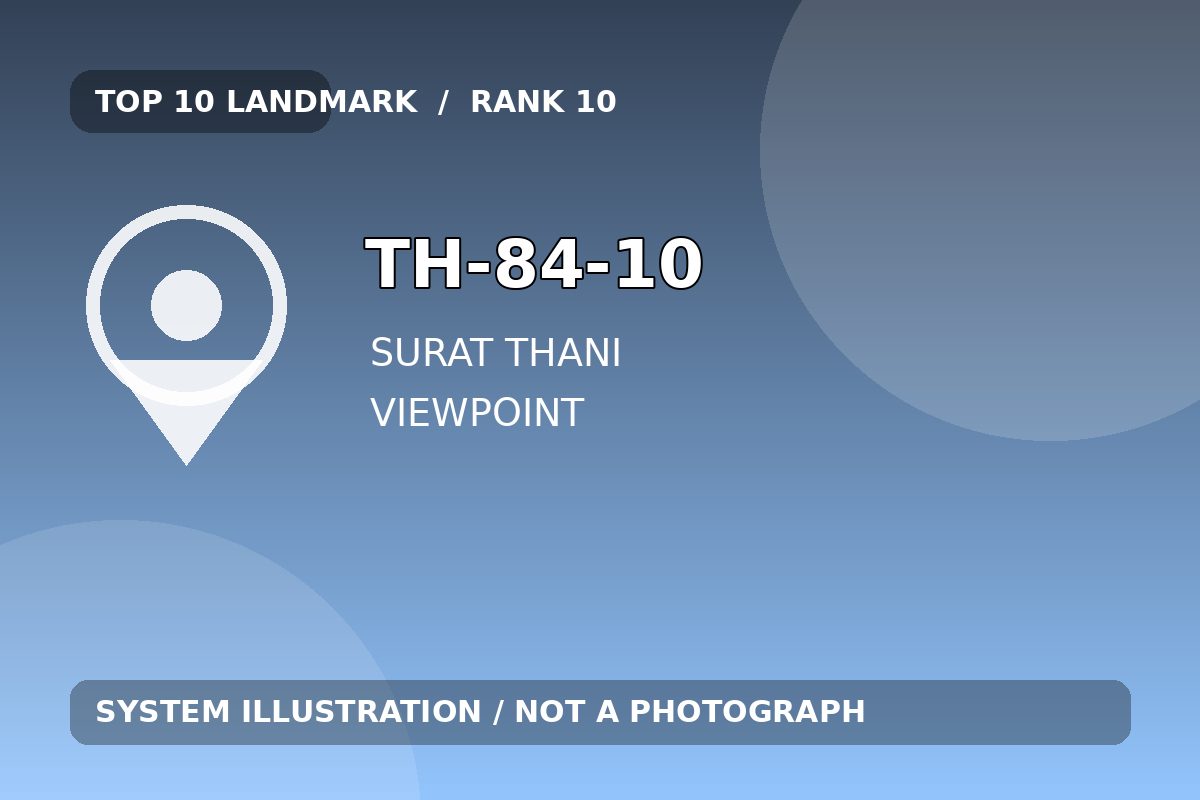 TOP 10 LANDMARK / RANK 10
TH-84-10
SURAT THANI
VIEWPOINT
SYSTEM ILLUSTRATION / NOT A PHOTOGRAPH